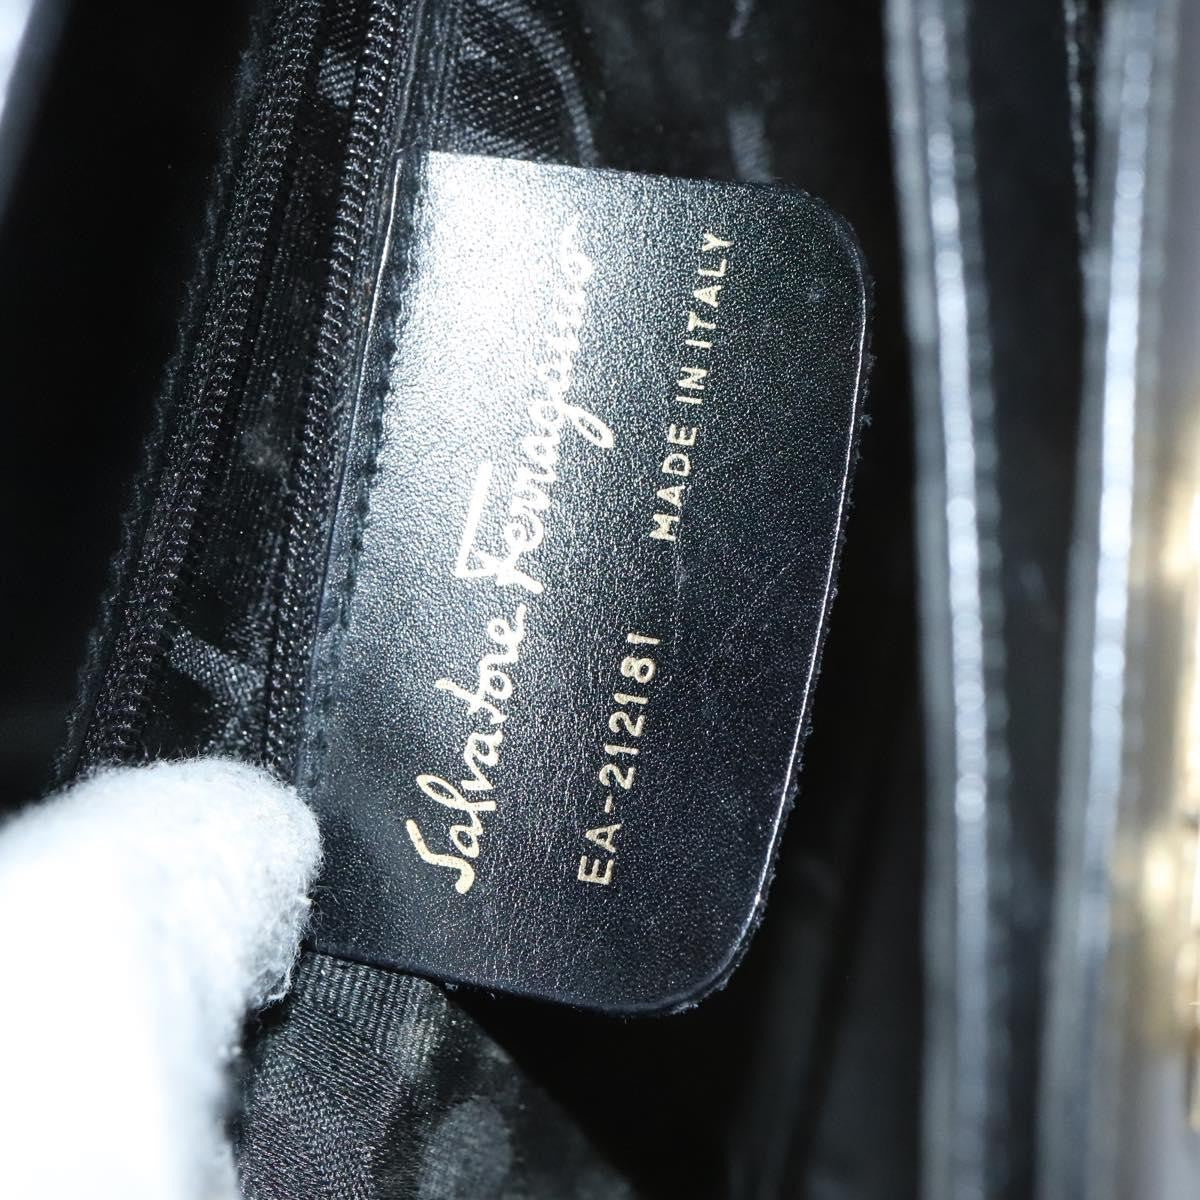 Salvatore Ferragamo
EA-212181 MADE IN ITALY